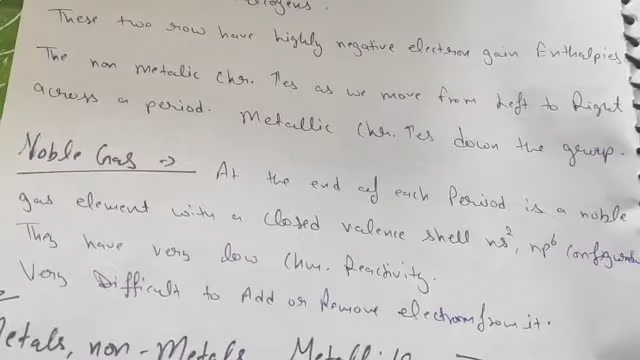 These two row have highly negative electron gain Enthalpies.
The non Metalic Chr. ↑es as we move from Left to Right
across a period. Metallic Chr. ↑es down the group.
Noble Gas → At the end of each Period is a noble
gas element with a Closed valence shell ns², np⁶ Configuration
They have very low Chm. Reactivity.
Very Difficult to Add or Remove electron from it.
Metals, non-Metals